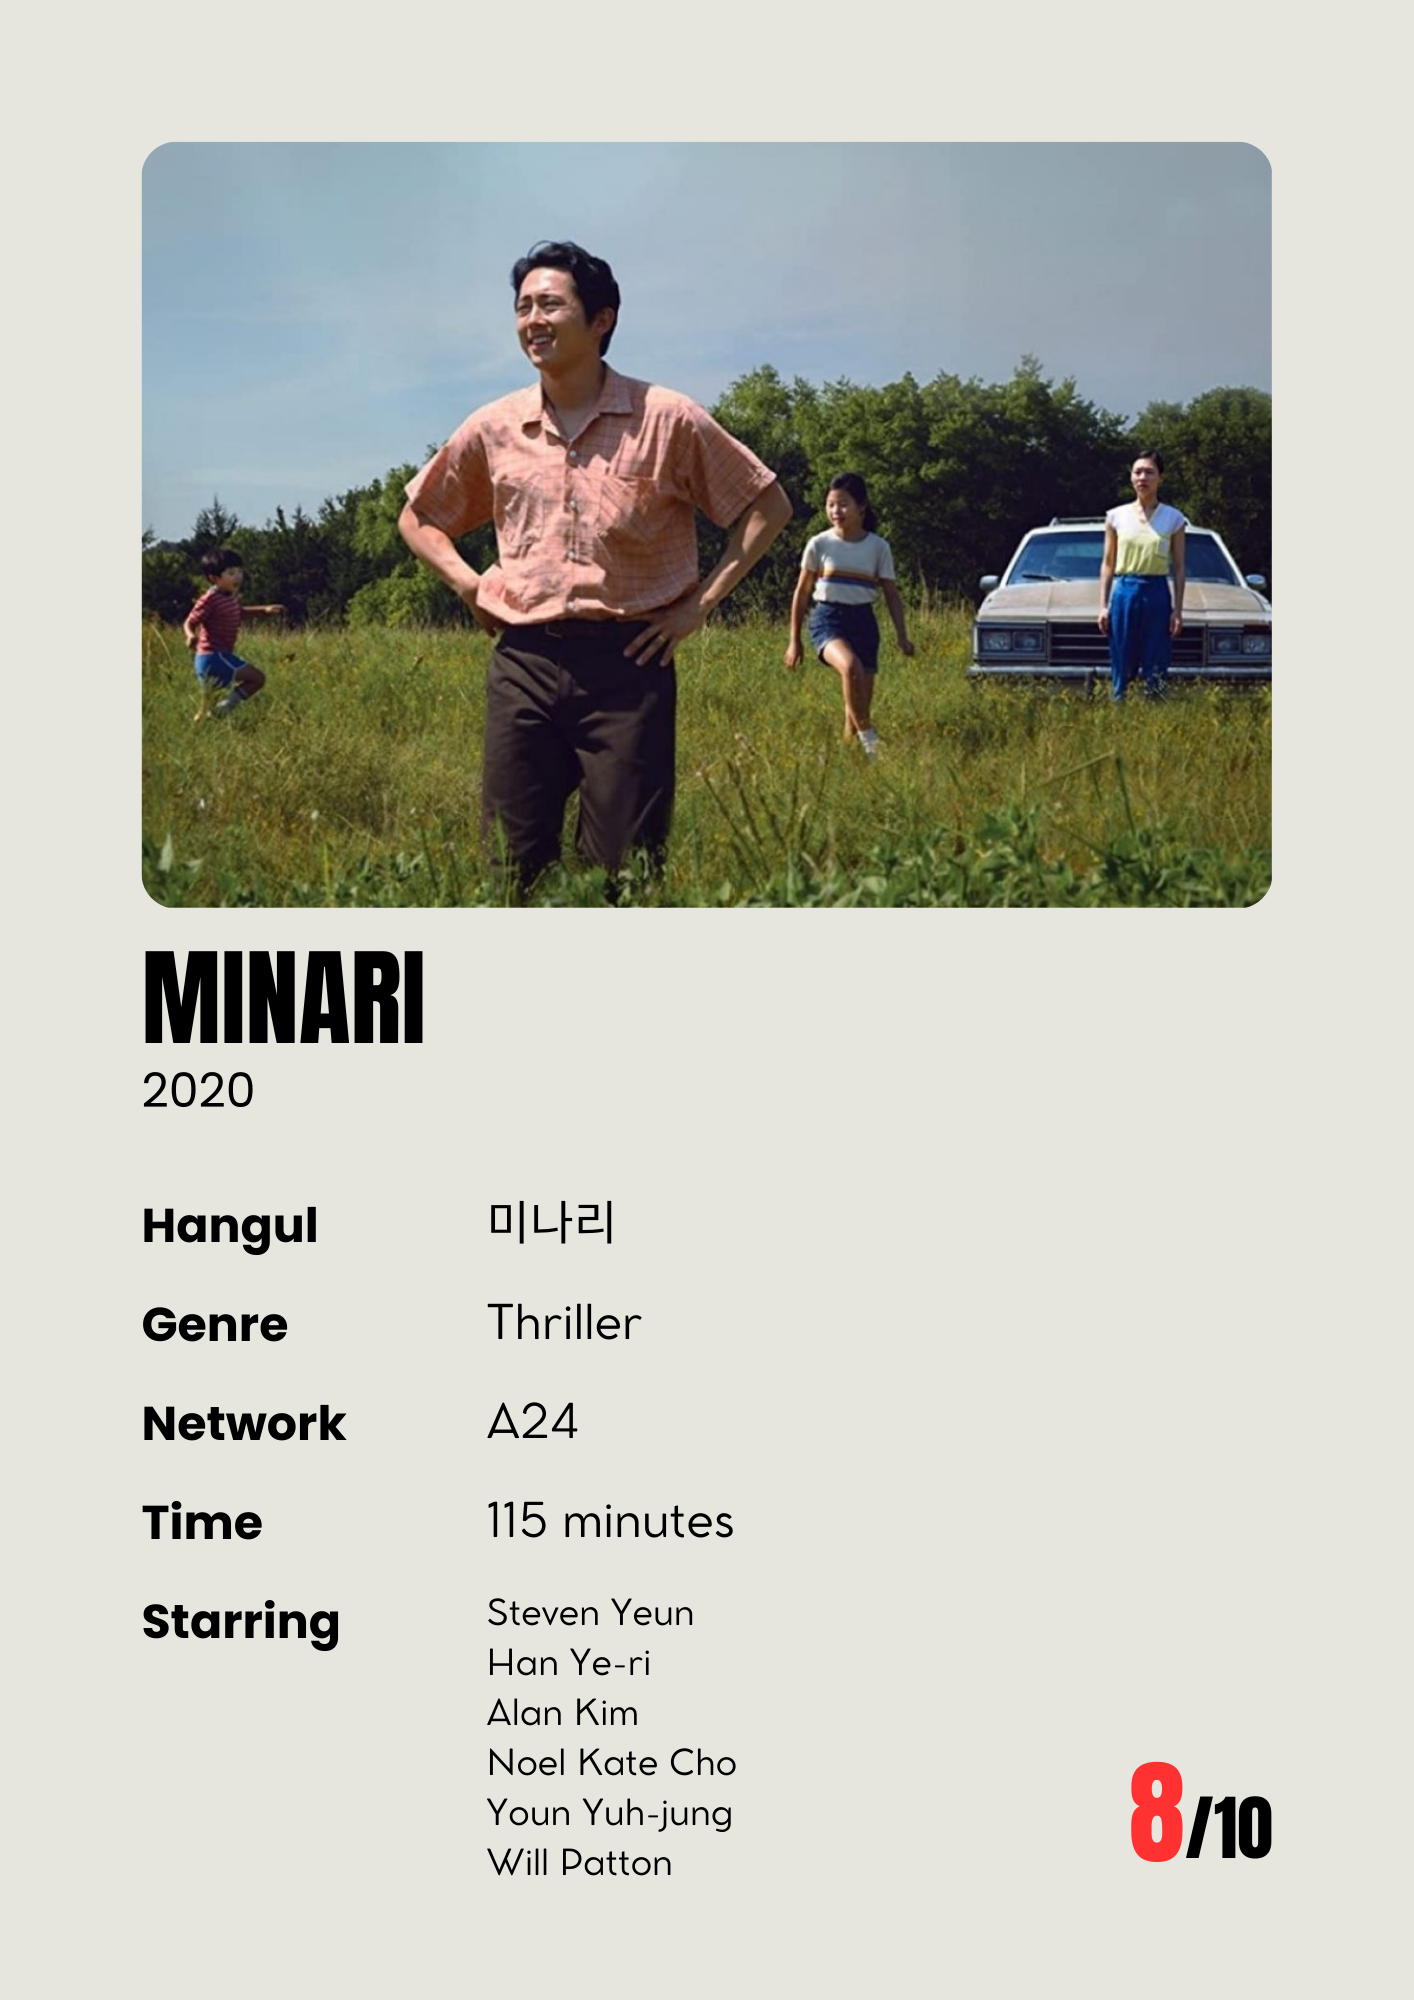 MINARI
2020
Hangul 미나리
Genre Thriller
Network A24
Time 115 minutes
Starring Steven Yeun
Han Ye-ri
Alan Kim
Noel Kate Cho
Youn Yuh-jung
Will Patton
8/10